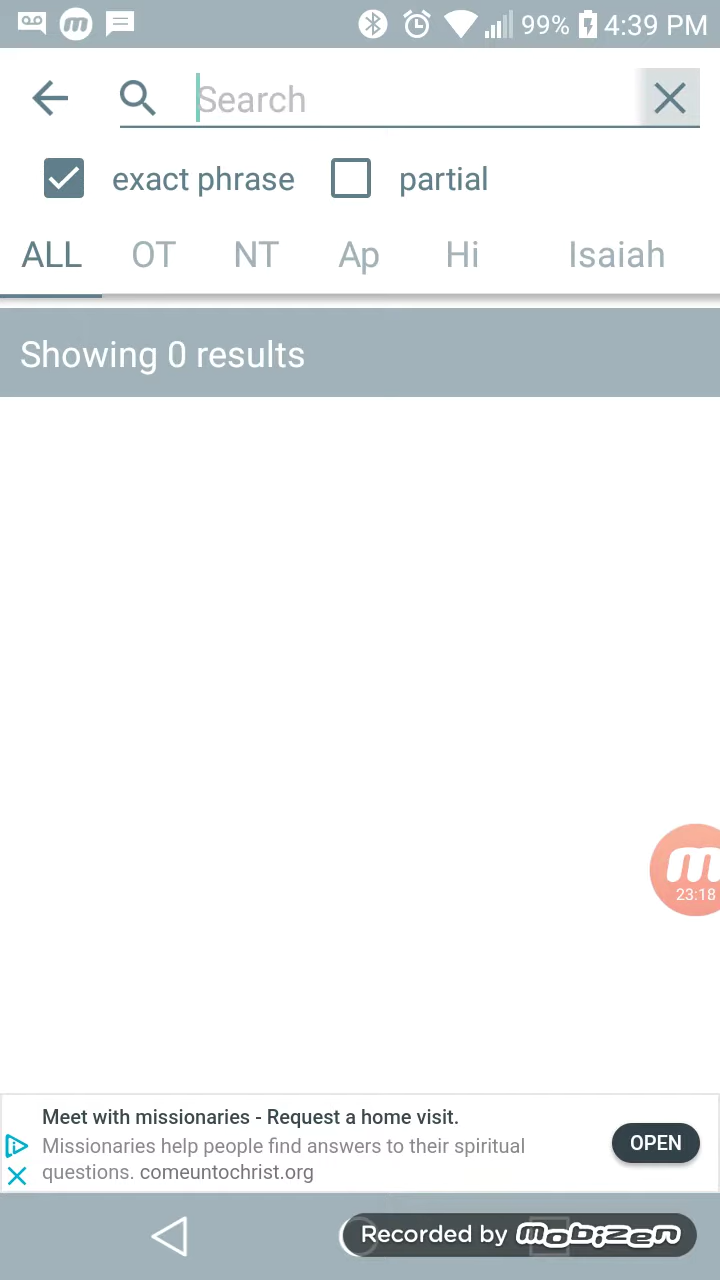 99% 4:39 PM
Search
exact phrase partial
ALL OT NT Ap Hi Isaiah
Showing 0 results
m
23:18
Meet with missionaries - Request a home visit.
Missionaries help people find answers to their spiritual
questions. comeuntochrist.org
OPEN
Recorded by mobizen